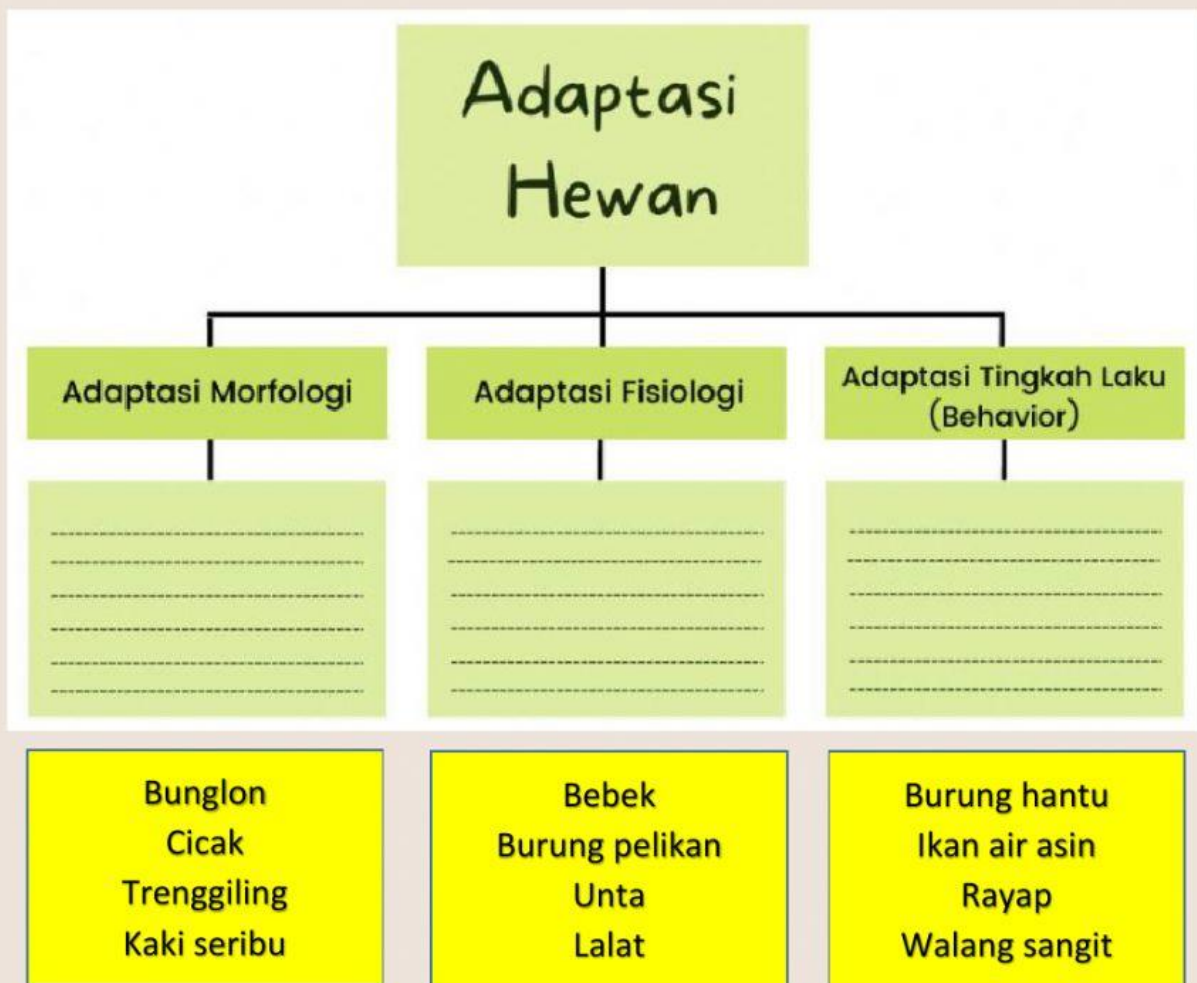 Adaptasi
Hewan
Adaptasi Morfologi
Adaptasi Fisiologi
Adaptasi Tingkah Laku
(Behavior)
Bunglon
Cicak
Trenggiling
Kaki seribu
Bebek
Burung pelikan
Unta
Lalat
Burung hantu
Ikan air asin
Rayap
Walang sangit